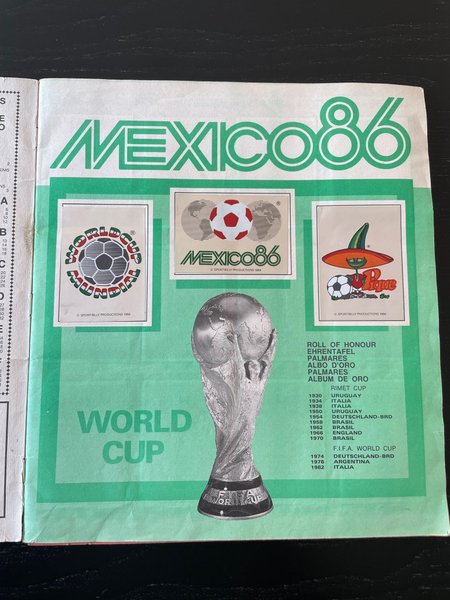 MEXICO86
WORLD CUP
MUNDIAL
© SPORTBILLY PRODUCTIONS 1984
MEXICO86
© SPORTBILLY PRODUCTIONS 1984
Pique
© SPORTBILLY PRODUCTIONS 1984
ROLL OF HONOUR
EHRENTAFEL
PALMARES
ALBO D'ORO
PALMARES
ALBUM DE ORO
RIMET CUP
1930 URUGUAY
1934 ITALIA
1938 ITALIA
1950 URUGUAY
1954 DEUTSCHLAND-BRD
1958 BRASIL
1962 BRASIL
1966 ENGLAND
1970 BRASIL
F.I.F.A. WORLD CUP
1974 DEUTSCHLAND-BRD
1978 ARGENTINA
1982 ITALIA
WORLD
CUP